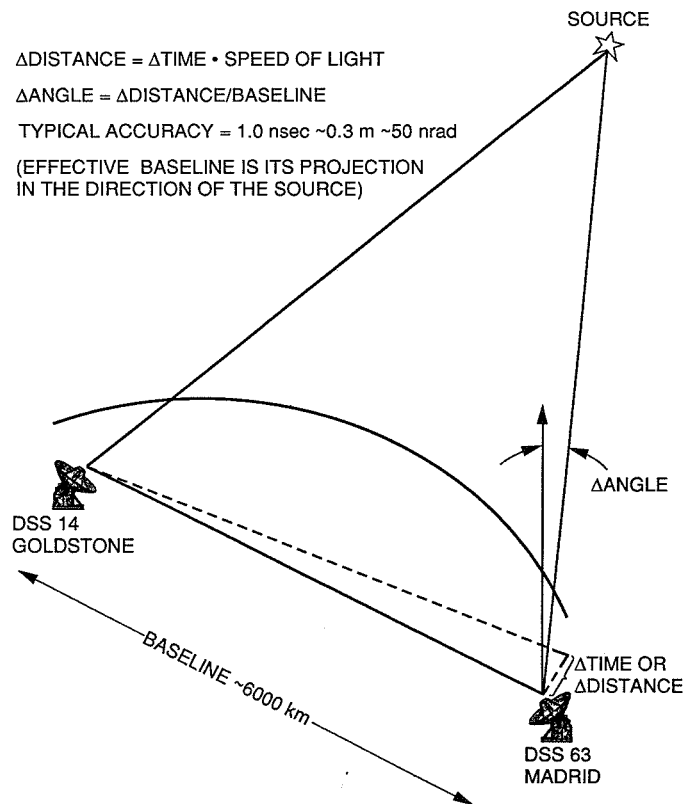 SOURCE
ΔDISTANCE = ΔTIME • SPEED OF LIGHT
ΔANGLE = ΔDISTANCE/BASELINE
TYPICAL ACCURACY = 1.0 nsec ~0.3 m ~50 nrad
(EFFECTIVE BASELINE IS ITS PROJECTION
IN THE DIRECTION OF THE SOURCE)
ΔANGLE
DSS 14
GOLDSTONE
BASELINE ~6000 km
ΔTIME OR
ΔDISTANCE
DSS 63
MADRID